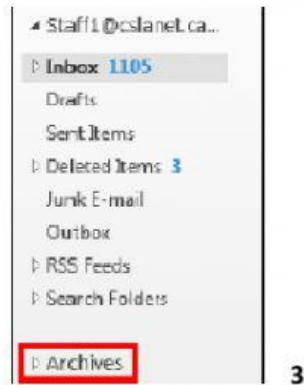 Staff1@cslanet.ca...
Inbox 1105
Drafts
Sent Items
Deleted Items 3
Junk E-mail
Outbox
RSS Feeds
Search Folders
Archives
3